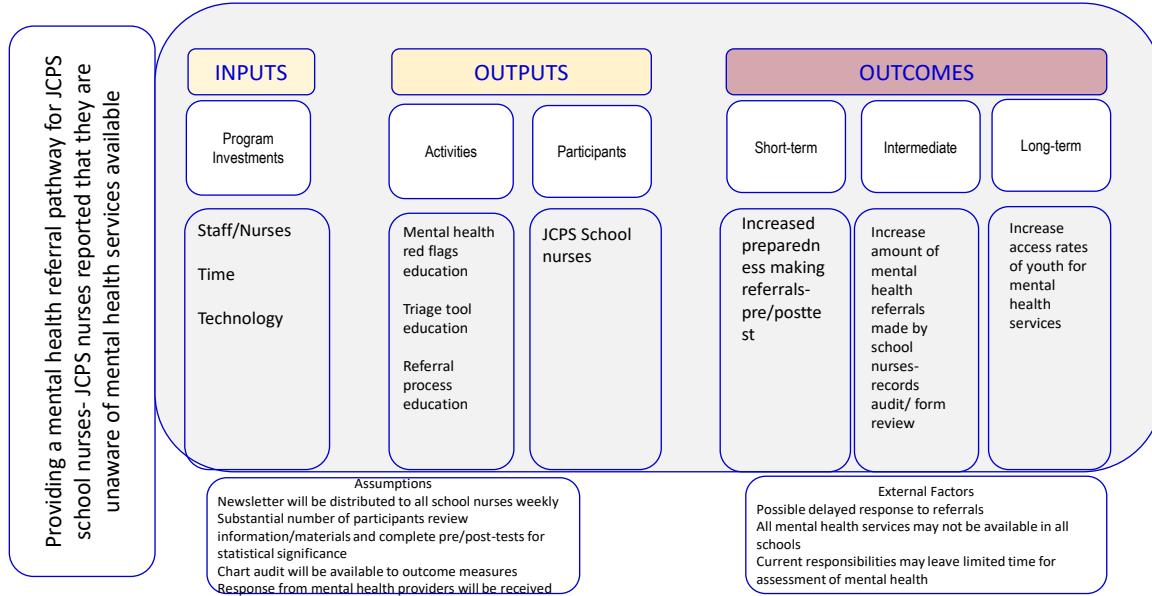 Providing a mental health referral pathway for JCPS
school nurses- JCPS nurses reported that they are
unaware of mental health services available
INPUTS
OUTPUTS
OUTCOMES
Program
Investments
Activities
Participants
Short-term
Intermediate
Long-term
Staff/Nurses
Time
Technology
Mental health
red flags
education
Triage tool
education
Referral
process
education
JCPS School
nurses
Increased
preparedn
ess making
referrals-
pre/postte
st
Increase
amount of
mental
health
referrals
made by
school
nurses-
records
audit/ form
review
Increase
access rates
of youth for
mental
health
services
Assumptions
Newsletter will be distributed to all school nurses weekly
Substantial number of participants review
information/materials and complete pre/post-tests for
statistical significance
Chart audit will be available to outcome measures
Response from mental health providers will be received
External Factors
Possible delayed response to referrals
All mental health services may not be available in all
schools
Current responsibilities may leave limited time for
assessment of mental health